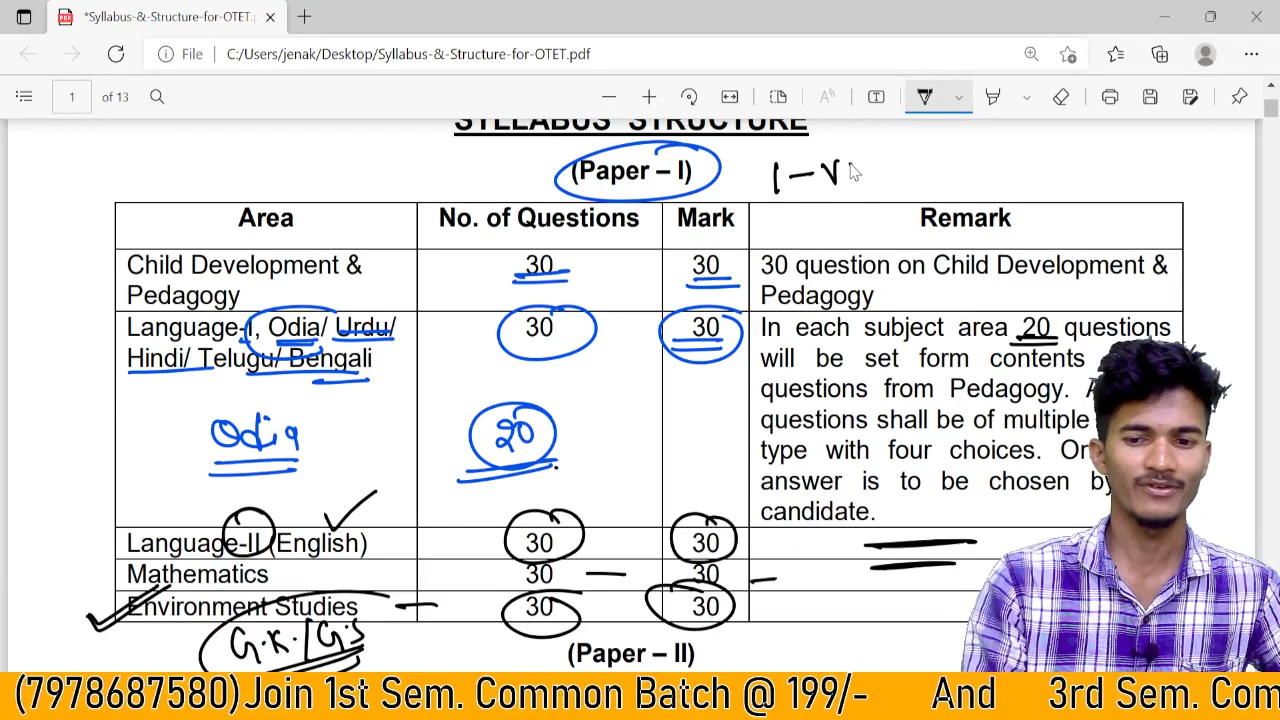 *Syllabus-&-Structure-for-OTET.p
File C:/Users/jenak/Desktop/Syllabus-&-Structure-for-OTET.pdf
1 of 13
SYLLABUS STRUCTURE
(Paper – I) 1 – V
Area No. of Questions Mark Remark
Child Development & Pedagogy 30 30 30 question on Child Development & Pedagogy
Language-I, Odia/ Urdu/ 30 30 In each subject area 20 questions
Hindi/ Telugu/ Bengali will be set form contents
questions from Pedagogy.
Odia 20 questions shall be of multiple
type with four choices.
answer is to be chosen by
candidate.
Language-II (English) 30 30
Mathematics 30 30
Environment Studies 30 30
G.K. / G.S
(Paper – II)
(7978687580) Join 1st Sem. Common Batch @ 199/- And 3rd Sem. Com